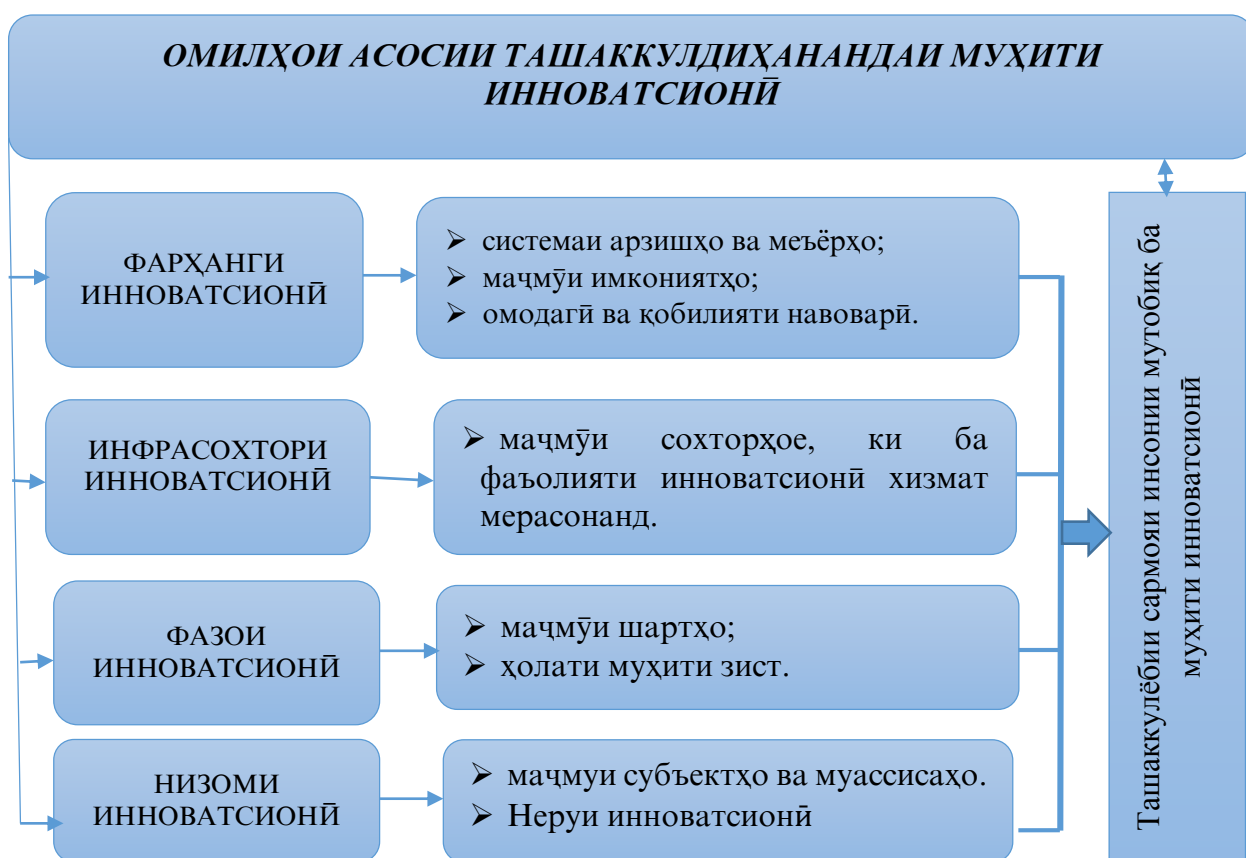 ОМИЛҲОИ АСОСИИ ТАШАККУЛДИҲАНАНДАИ МУҲИТИ
ИННОВАТСИОНӢ
ФАРҲАНГИ
ИННОВАТСИОНӢ
➢ системаи арзишҳо ва меъёрҳо;
➢ маҷмӯи имкониятҳо;
➢ омодагӣ ва қобилияти навоварӣ.
ИНФРАСОХТОРИ
ИННОВАТСИОНӢ
➢ маҷмӯи сохторҳое, ки ба
фаъолияти инноватсионӣ хизмат
мерасонанд.
ФАЗОИ
ИННОВАТСИОНӢ
➢ маҷмӯи шартҳо;
➢ ҳолати муҳити зист.
НИЗОМИ
ИННОВАТСИОНӢ
➢ маҷмуи субъектҳо ва муассисаҳо.
➢ Неруи инноватсионӣ
Ташаккулёбии сармояи инсонии мутобиқ ба
муҳити инноватсионӣ